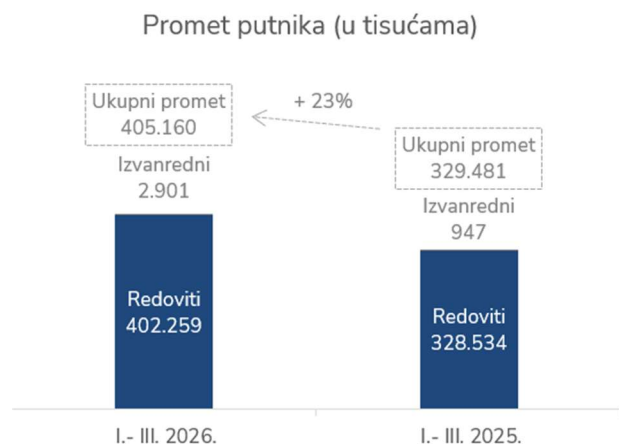 Promet putnika (u tisućama)
Ukupni promet
405.160
+ 23%
Ukupni promet
329.481
Izvanredni
2.901
Izvanredni
947
Redoviti
402.259
Redoviti
328.534
I.- III. 2026.
I.- III. 2025.